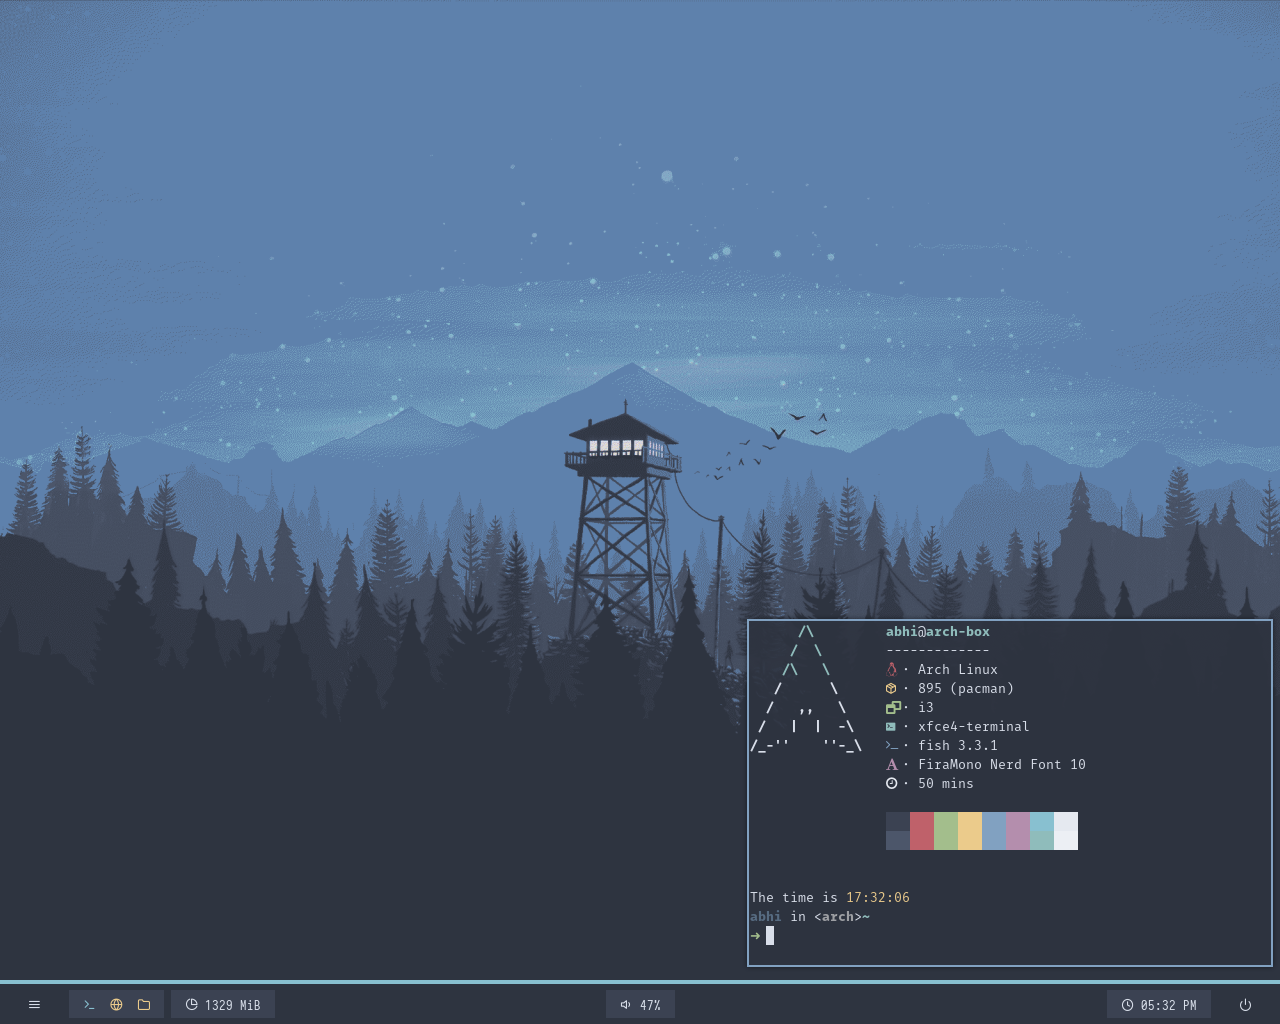 abhi@arch-box
-------------
· Arch Linux
· 895 (pacman)
· i3
· xfce4-terminal
· fish 3.3.1
· FiraMono Nerd Font 10
· 50 mins
The time is 17:32:06
abhi in <arch>~
→
1329 MiB
47%
05:32 PM